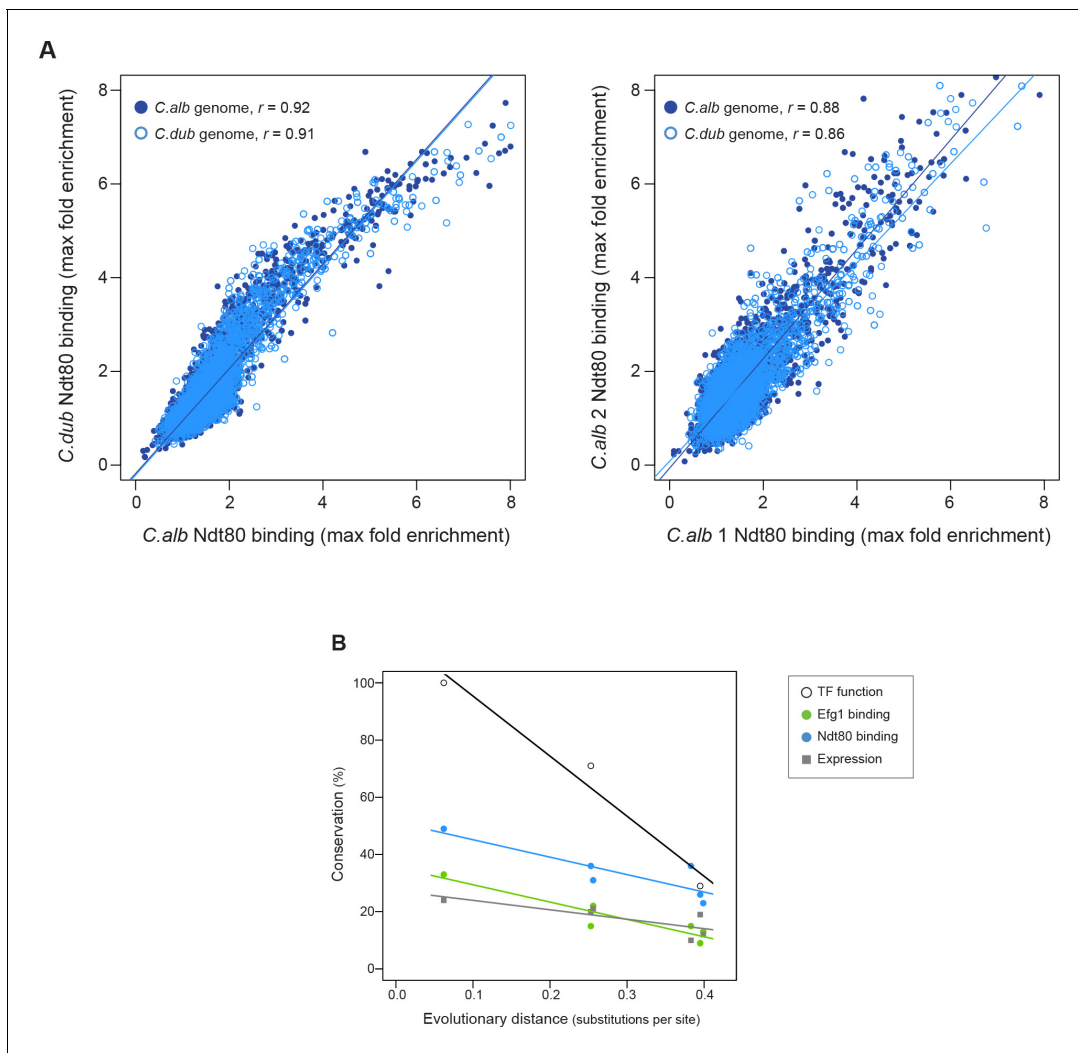 A
C.alb genome, r = 0.92
C.dub genome, r = 0.91
C.dub Ndt80 binding (max fold enrichment)
8
6
4
2
0
0 2 4 6 8
C.alb Ndt80 binding (max fold enrichment)
C.alb genome, r = 0.88
C.dub genome, r = 0.86
C.alb 2 Ndt80 binding (max fold enrichment)
8
6
4
2
0
0 2 4 6 8
C.alb 1 Ndt80 binding (max fold enrichment)
B
Conservation (%)
100
80
60
40
20
0
0.0 0.1 0.2 0.3 0.4
Evolutionary distance (substitutions per site)
TF function
Efg1 binding
Ndt80 binding
Expression